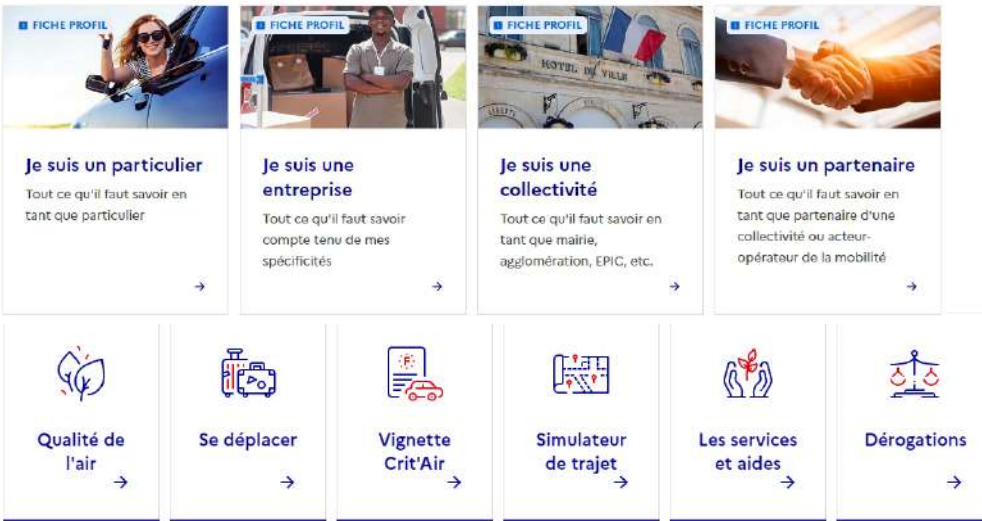 FICHE PROFIL
HOTEL DE VILLE
LIBERTE
Je suis un particulier
Tout ce qu'il faut savoir en
tant que particulier
FICHE PROFIL
Je suis une
entreprise
Tout ce qu'il faut savoir
compte tenu de mes
spécificités
FICHE PROFIL
Je suis une
collectivité
Tout ce qu'il faut savoir en
tant que mairie,
agglomération, EPIC, etc.
FICHE PROFIL
Je suis un partenaire
Tout ce qu'il faut savoir en
tant que partenaire d'une
collectivité ou acteur-
opérateur de la mobilité
Qualité de
l'air
Se déplacer
F
Vignette
Crit'Air
Simulateur
de trajet
Les services
et aides
Dérogations